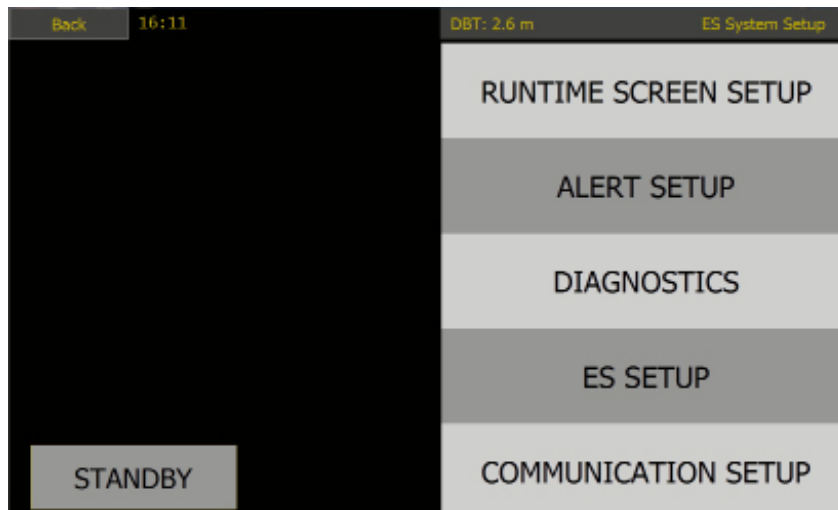 Back 16:11 DBT: 2.6 m ES System Setup
RUNTIME SCREEN SETUP
ALERT SETUP
DIAGNOSTICS
ES SETUP
STANDBY
COMMUNICATION SETUP